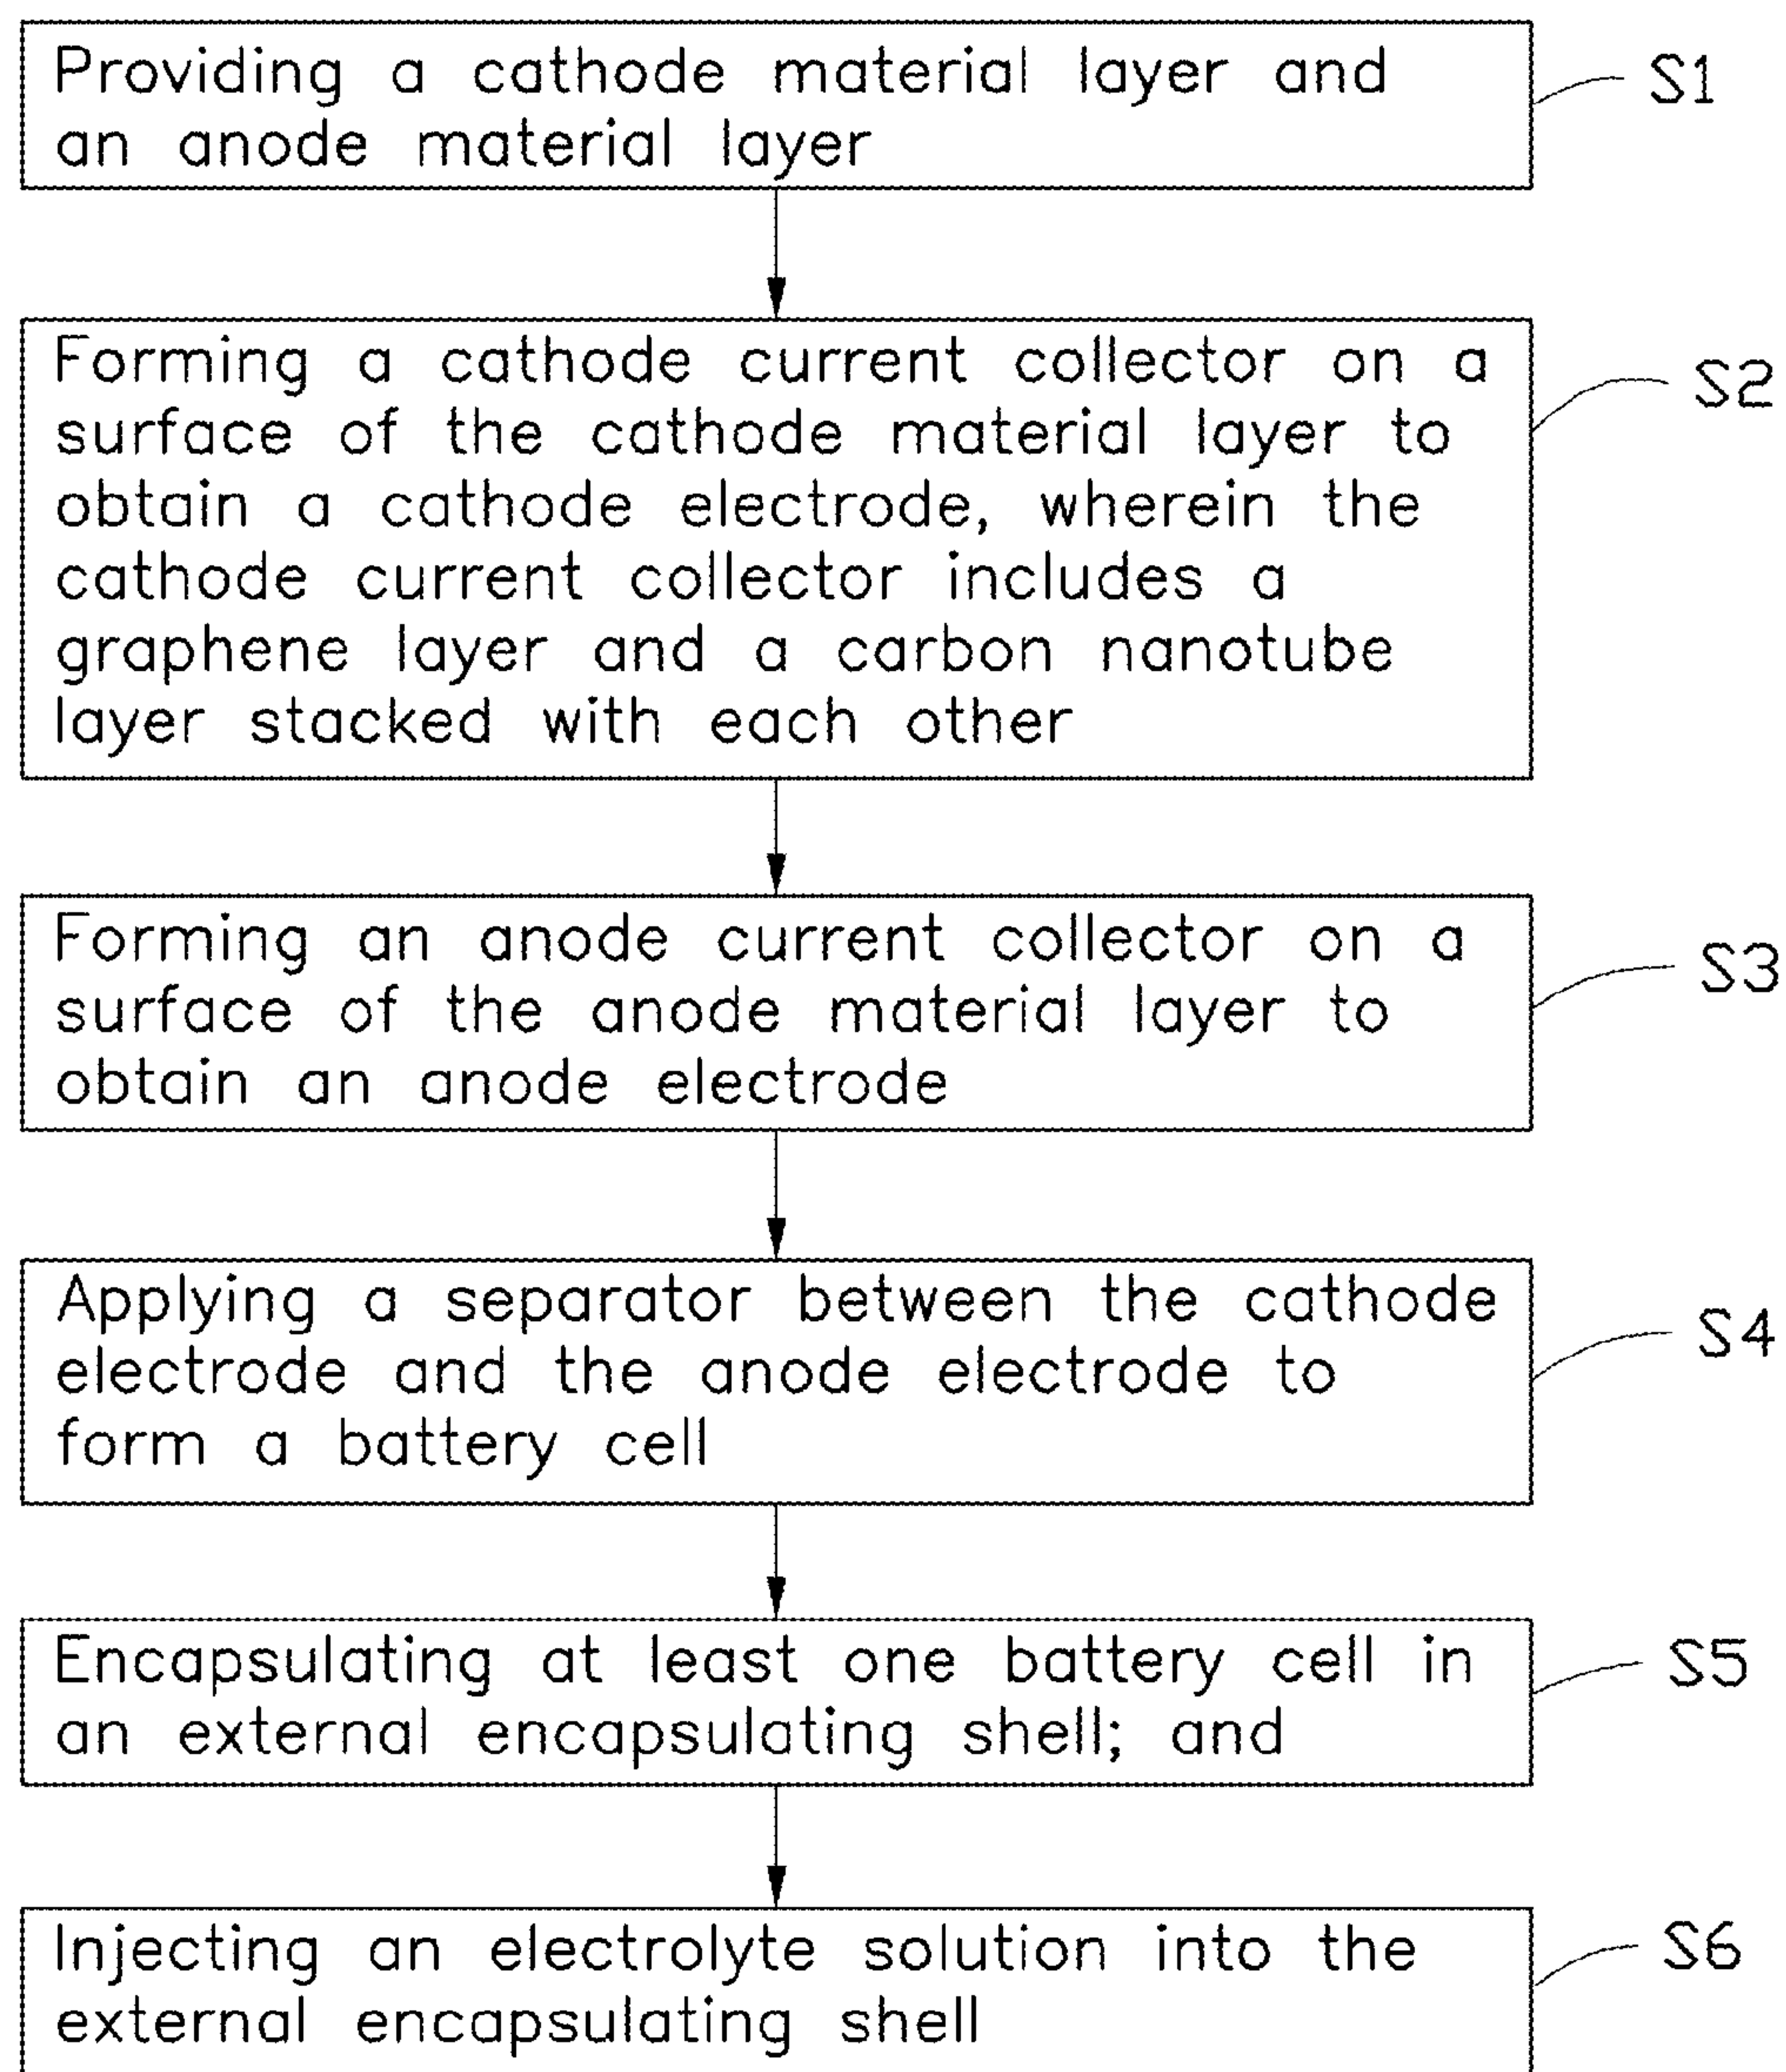 Providing a cathode material layer and
an anode material layer
S1
Forming a cathode current collector on a
surface of the cathode material layer to
obtain a cathode electrode, wherein the
cathode current collector includes a
graphene layer and a carbon nanotube
layer stacked with each other
S2
Forming an anode current collector on a
surface of the anode material layer to
obtain an anode electrode
S3
Applying a separator between the cathode
electrode and the anode electrode to
form a battery cell
S4
Encapsulating at least one battery cell in
an external encapsulating shell; and
S5
Injecting an electrolyte solution into the
external encapsulating shell
S6